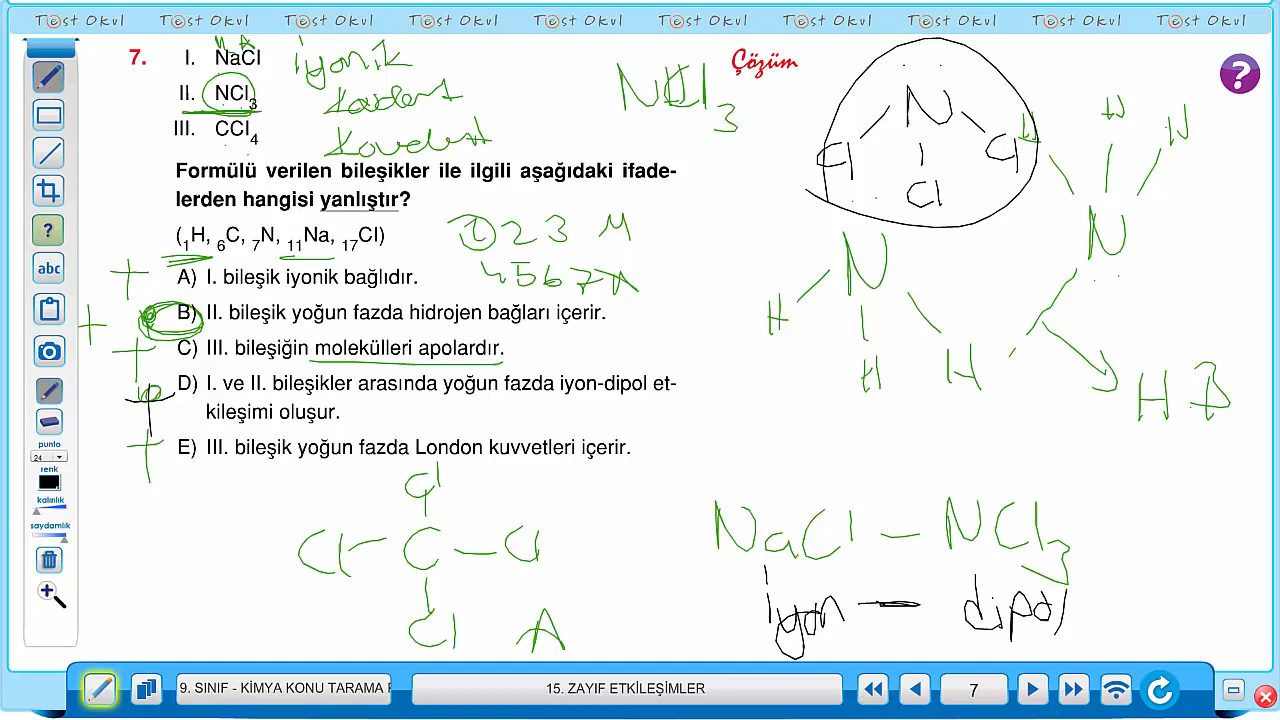 Test Okul Test Okul Test Okul Test Okul Test Okul Test Okul Test Okul Test Okul Test Okul Test Okul
7. I. NaCl
II. NCl3
III. CCl4
iyonik
Kovalent
Kovalent
NCl3
Çözüm
N
Cl Cl
Cl
?
Formülü verilen bileşikler ile ilgili aşağıdaki ifade-
lerden hangisi yanlıştır?
(1H, 6C, 7N, 11Na, 17Cl)
1 2 3 M
4 5 6 7 A
A) I. bileşik iyonik bağlıdır.
B) II. bileşik yoğun fazda hidrojen bağları içerir.
C) III. bileşiğin molekülleri apolardır.
D) I. ve II. bileşikler arasında yoğun fazda iyon-dipol et-
kileşimi oluşur.
E) III. bileşik yoğun fazda London kuvvetleri içerir.
H H H
N
N
H H H
H B
Cl
Cl C Cl
Cl A
NaCl – NCl3
iyon — dipol
?
abc
punto
24
renk
kalınlık
saydamlık
9. SINIF - KİMYA KONU TARAMA
15. ZAYIF ETKİLEŞİMLER
7